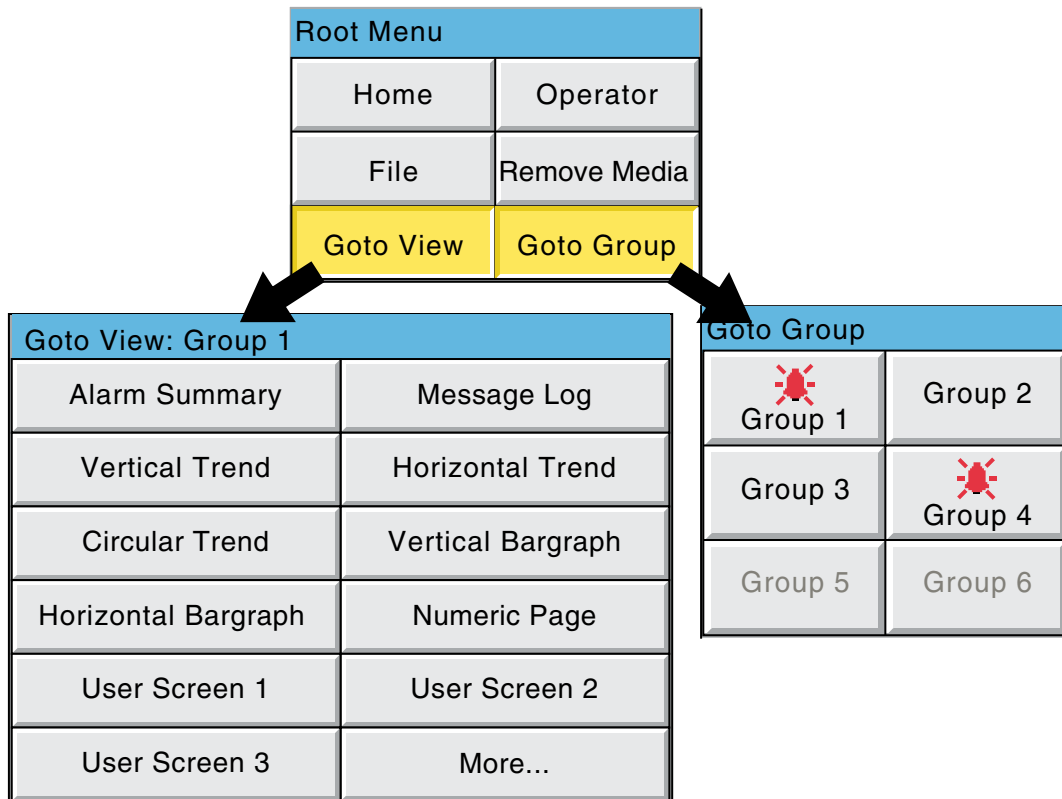 Root Menu
Home
Operator
File
Remove Media
Goto View
Goto Group
Goto View: Group 1
Alarm Summary
Message Log
Vertical Trend
Horizontal Trend
Circular Trend
Vertical Bargraph
Horizontal Bargraph
Numeric Page
User Screen 1
User Screen 2
User Screen 3
More...
Goto Group
Group 1
Group 2
Group 3
Group 4
Group 5
Group 6